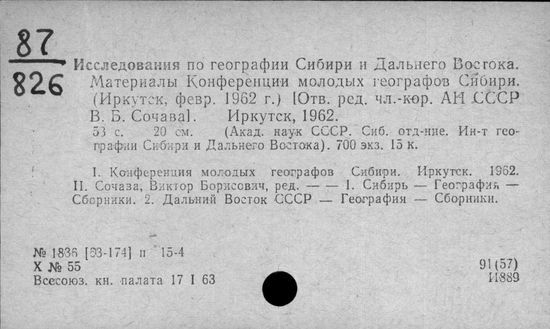 87
826
Исследования по географии Сибири и Дальнего Востока.
Материалы Конференции молодых географов Сибири.
(Иркутск, февр. 1962 г.) [Отв. ред. чл.-кор. АН СССР
В. Б. Сочава]. Иркутск, 1962.
53 с. 20 см. (Акад. наук СССР. Сиб. отд-ние. Ин-т гео-
графии Сибири и Дальнего Востока). 700 экз. 15 к.
I. Конференция молодых географов Сибири. Иркутск. 1962.
II. Сочава, Виктор Борисович, ред. — — 1. Сибирь — География —
Сборники. 2. Дальний Восток СССР — География — Сборники.
№ 1836 [63-174] п 15-4
X № 55
Всесоюз. кн. палата 17 I 63
91(57)
И889